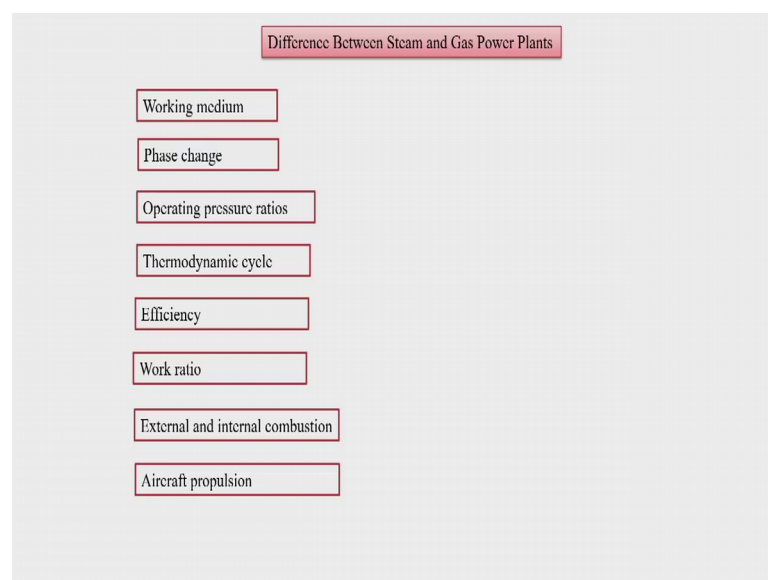 Difference Between Steam and Gas Power Plants
Working medium
Phase change
Operating pressure ratios
Thermodynamic cycle
Efficiency
Work ratio
External and internal combustion
Aircraft propulsion